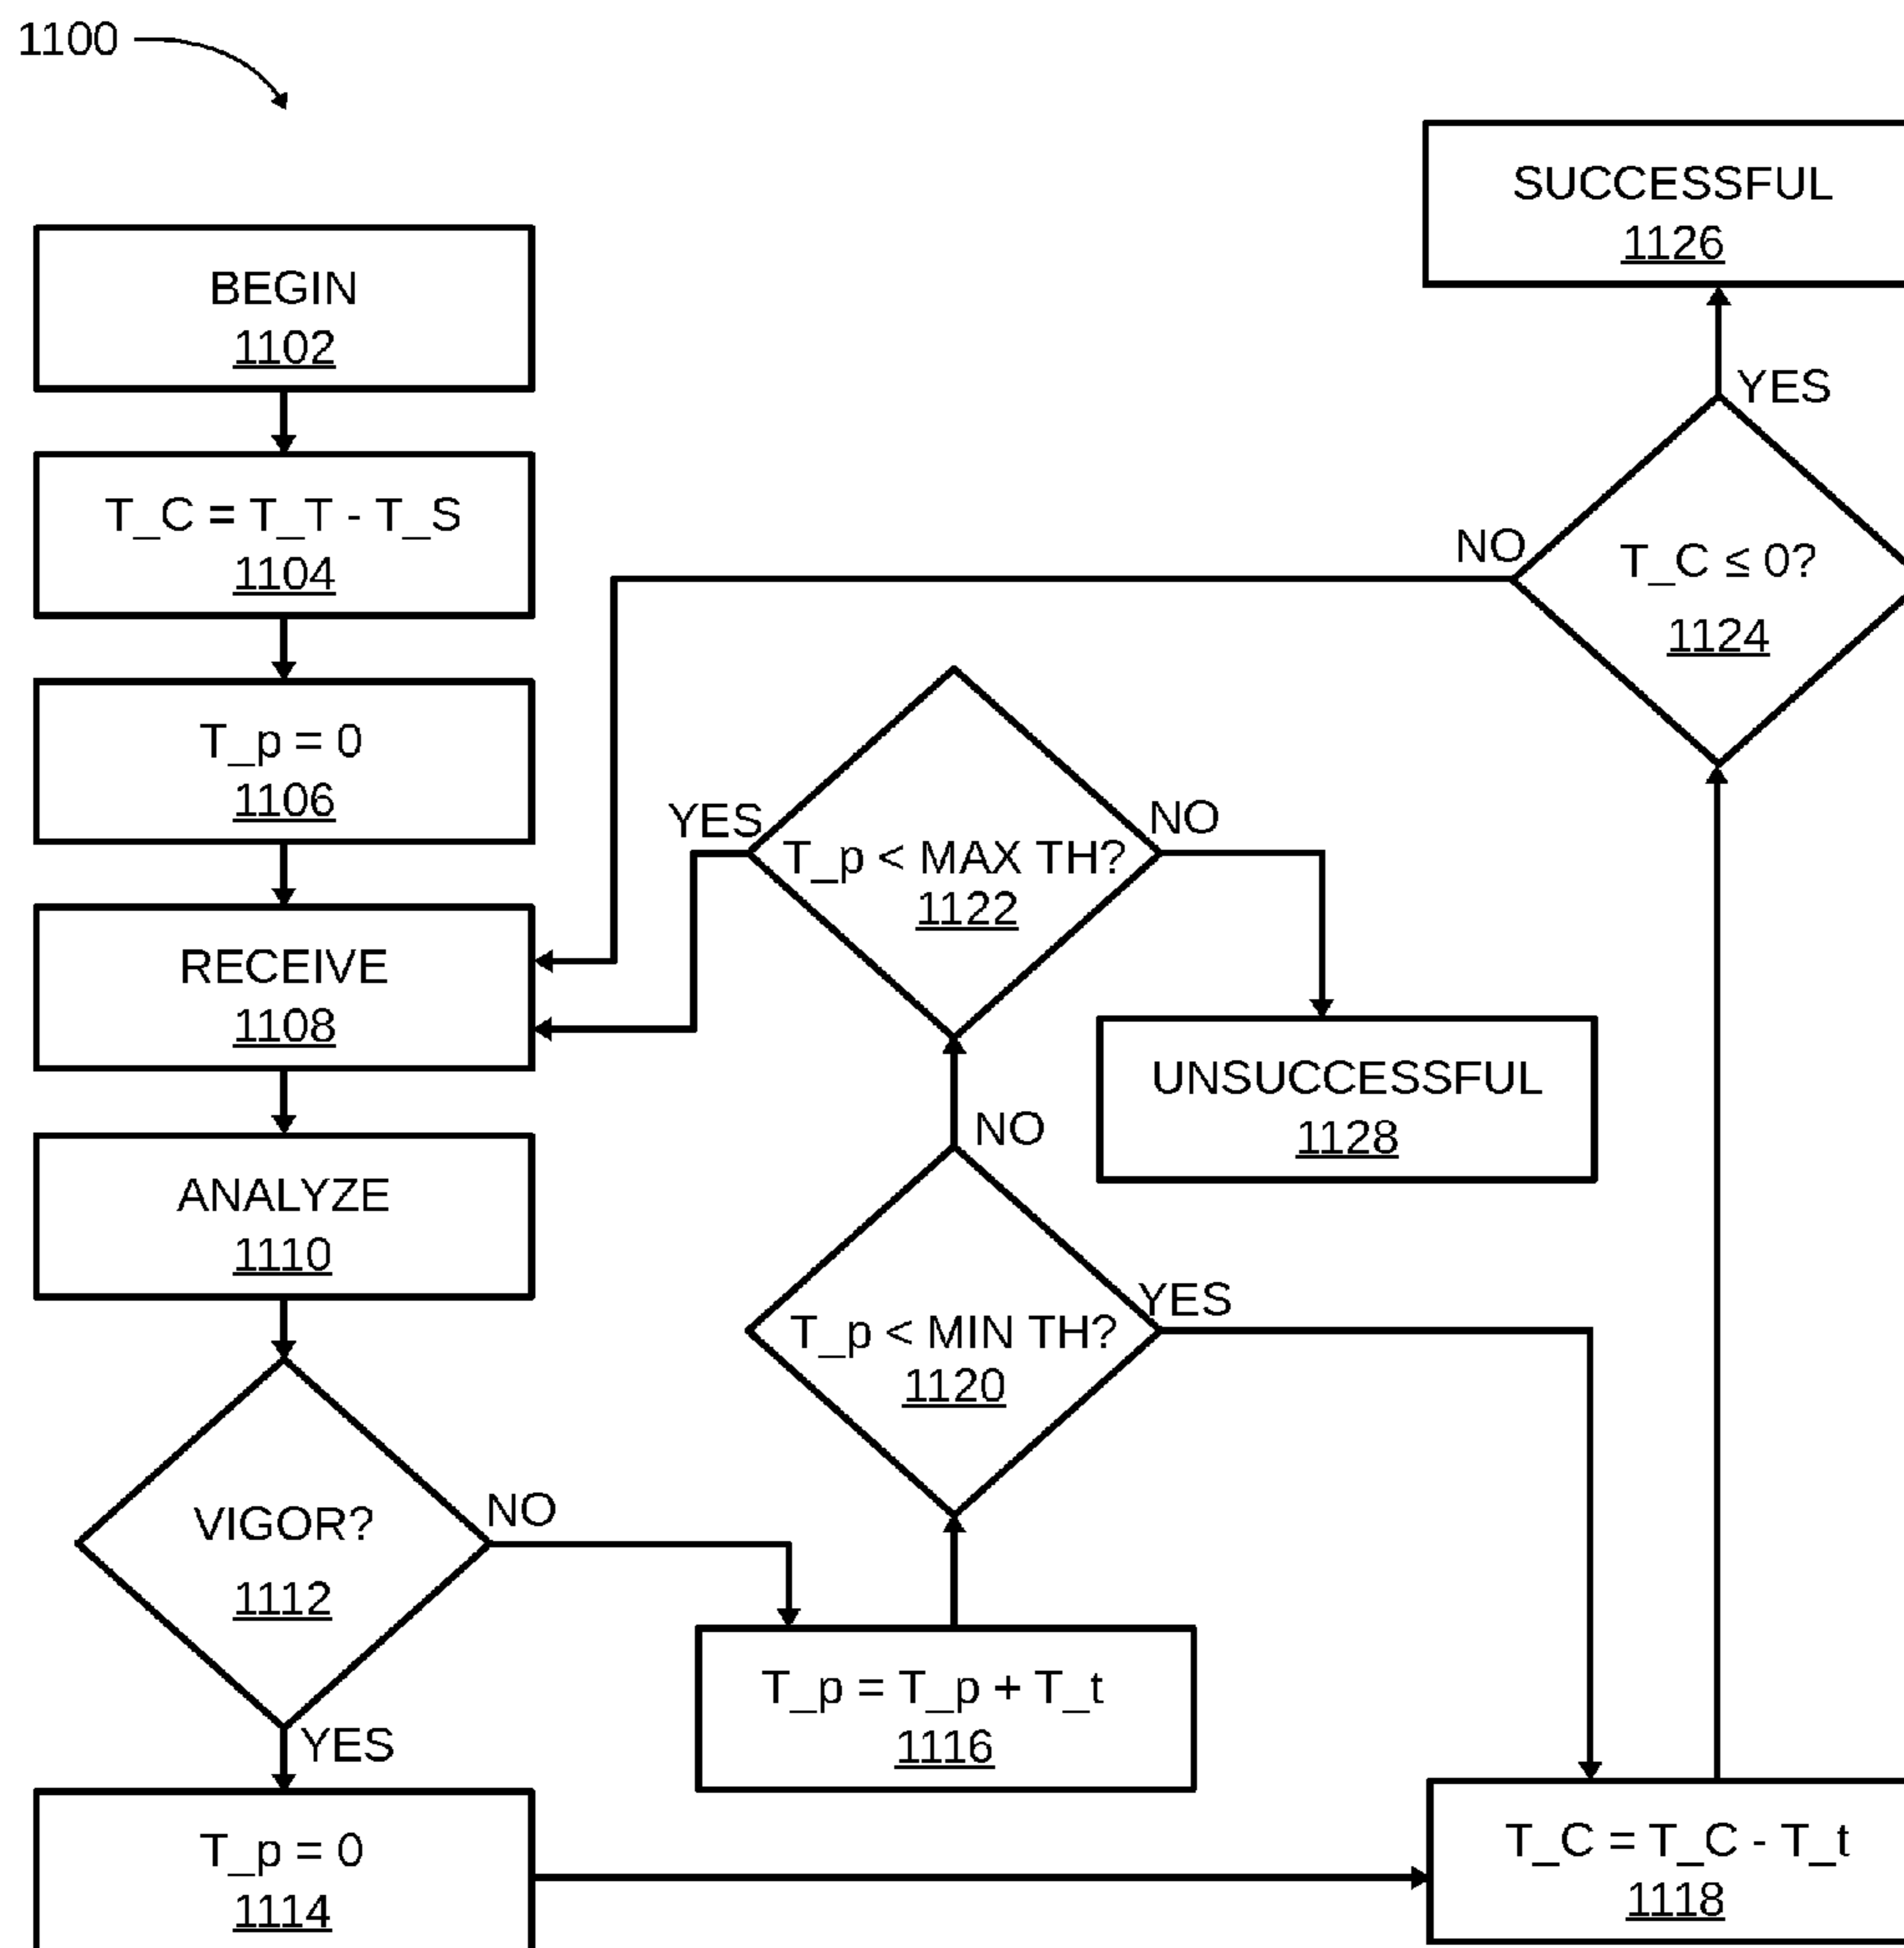 1100
BEGIN
1102
T_C = T_T - T_S
1104
T_p = 0
1106
RECEIVE
1108
ANALYZE
1110
VIGOR?
1112
NO
YES
T_p = 0
1114
T_p = T_p + T_t
1116
T_p < MIN TH?
1120
YES
NO
T_p < MAX TH?
1122
YES
NO
UNSUCCESSFUL
1128
T_C = T_C - T_t
1118
T_C ≤ 0?
1124
NO
YES
SUCCESSFUL
1126